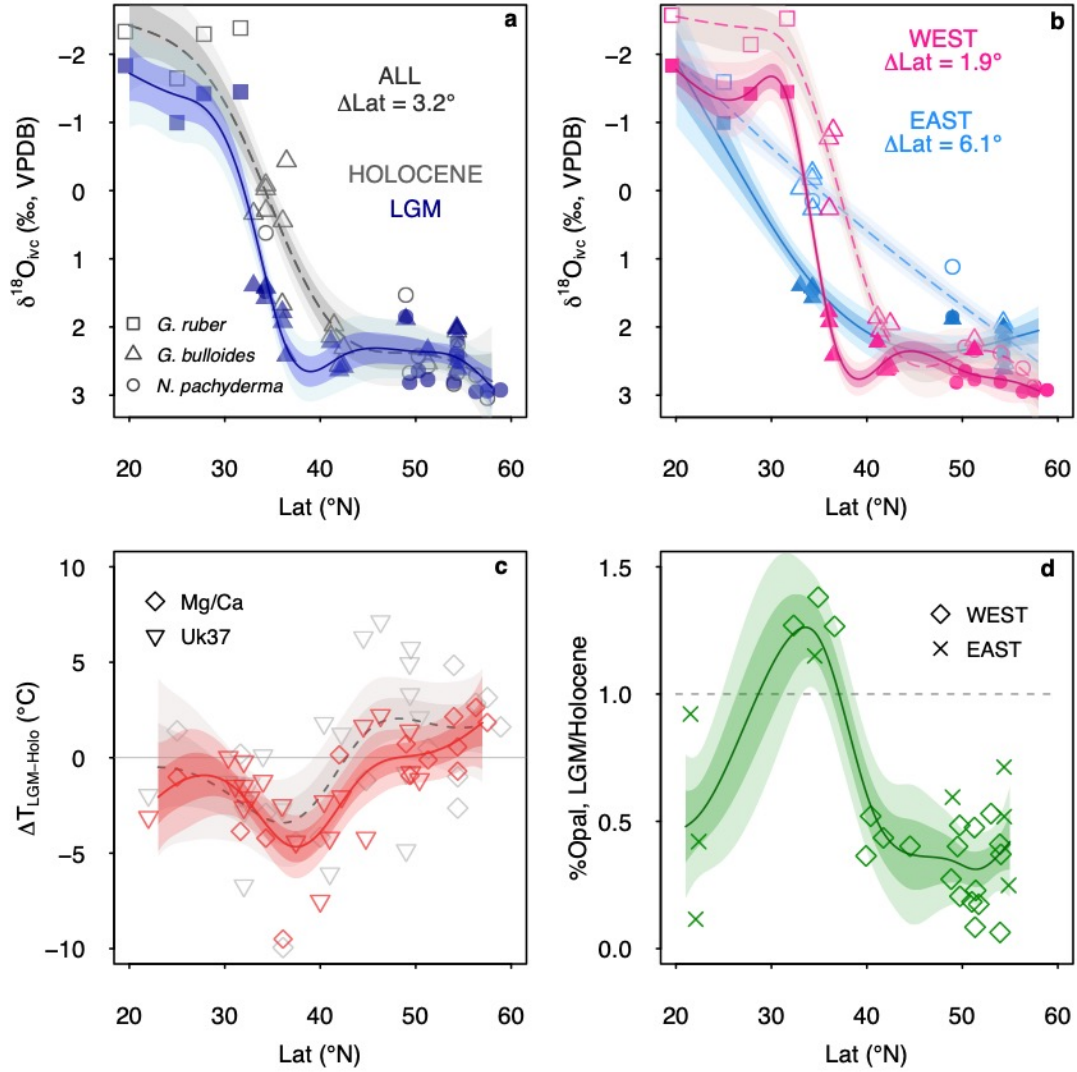 a
−2
−1
0
1
2
3
δ¹⁸Oᵢᵥ꜀ (‰, VPDB)
ALL
ΔLat = 3.2°
HOLOCENE
LGM
G. ruber
G. bulloides
N. pachyderma
20 30 40 50 60
Lat (°N)
b
−2
−1
0
1
2
3
δ¹⁸Oᵢᵥ꜀ (‰, VPDB)
WEST
ΔLat = 1.9°
EAST
ΔLat = 6.1°
20 30 40 50 60
Lat (°N)
c
10
5
0
−5
−10
ΔT LGM−Holo (°C)
Mg/Ca
Uk37
20 30 40 50 60
Lat (°N)
d
1.5
1.0
0.5
0.0
%Opal, LGM/Holocene
WEST
EAST
20 30 40 50 60
Lat (°N)